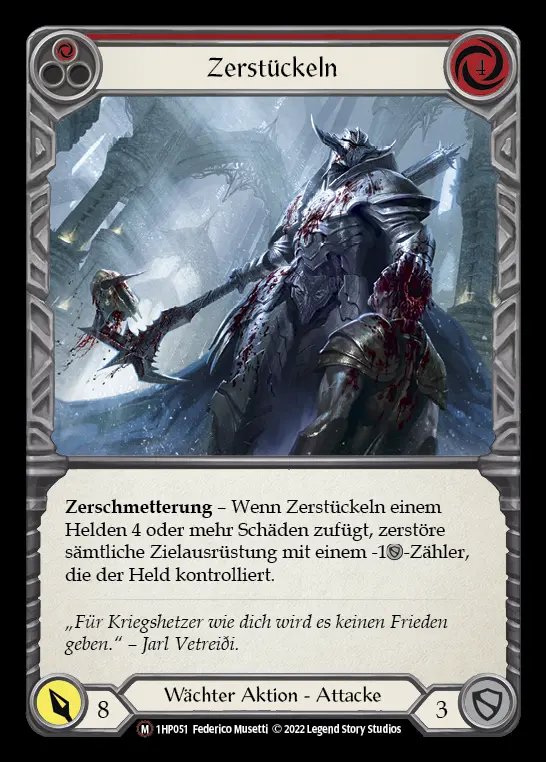 Zerstückeln
4
Zerschmetterung – Wenn Zerstückeln einem
Helden 4 oder mehr Schäden zufügt, zerstöre
sämtliche Zielausrüstung mit einem -1-Zähler,
die der Held kontrolliert.
„Für Kriegshetzer wie dich wird es keinen Frieden
geben.“ – Jarl Vetreiði.
8
Wächter Aktion - Attacke
3
M 1HP051 Federico Musetti © 2022 Legend Story Studios